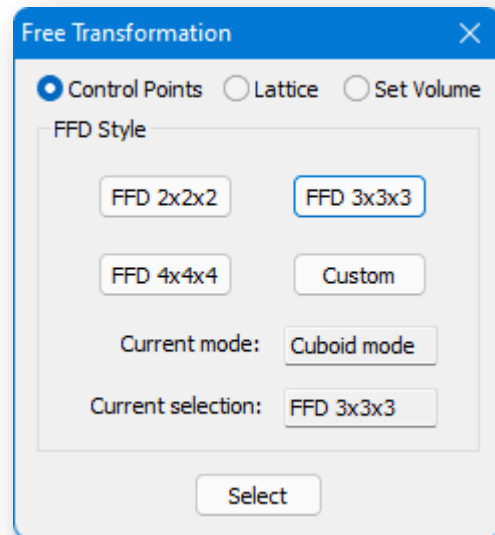 Free Transformation
Control Points Lattice Set Volume
FFD Style
FFD 2x2x2 FFD 3x3x3
FFD 4x4x4 Custom
Current mode: Cuboid mode
Current selection: FFD 3x3x3
Select